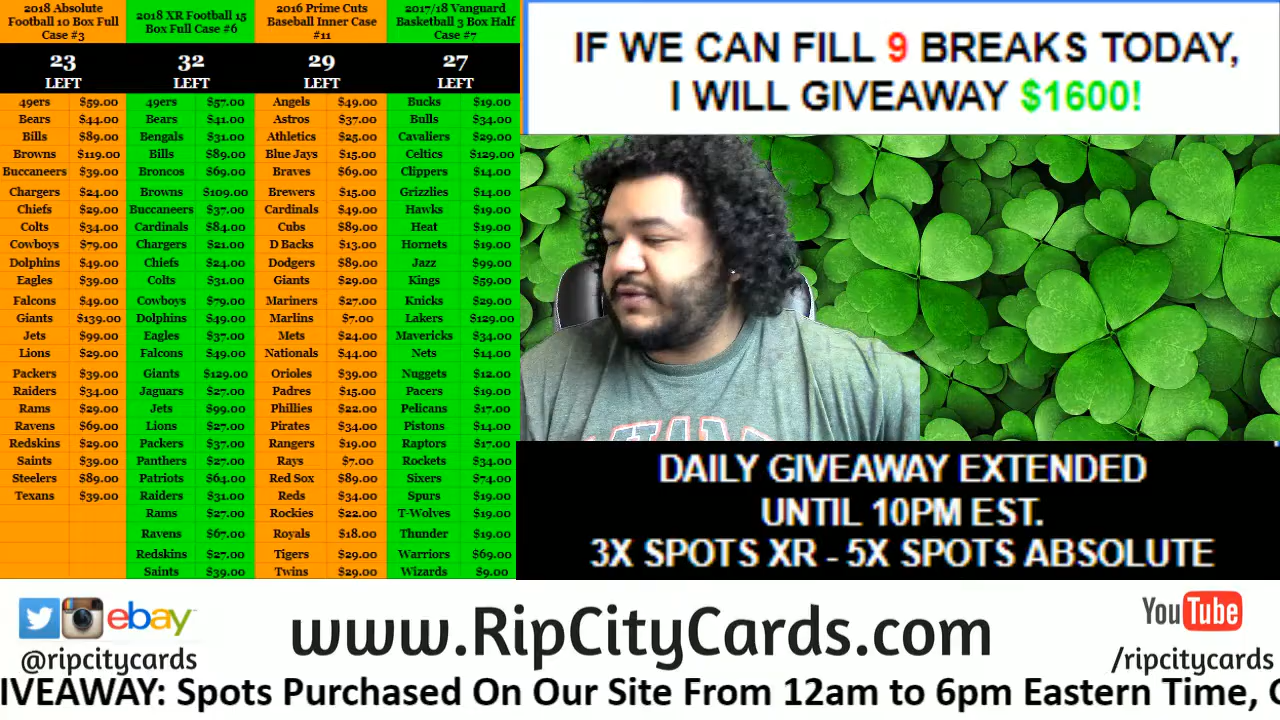 2018 Absolute
Football 10 Box Full
Case #3
23
LEFT
49ers $59.00
Bears $44.00
Bills $89.00
Browns $119.00
Buccaneers $39.00
Chargers $24.00
Chiefs $29.00
Colts $34.00
Cowboys $79.00
Dolphins $49.00
Eagles $39.00
Falcons $49.00
Giants $139.00
Jets $99.00
Lions $29.00
Packers $39.00
Raiders $34.00
Rams $29.00
Ravens $69.00
Redskins $29.00
Saints $39.00
Steelers $89.00
Texans $39.00
2018 XR Football 15
Box Full Case #6
32
LEFT
49ers $57.00
Bears $41.00
Bengals $31.00
Bills $89.00
Broncos $69.00
Browns $109.00
Buccaneers $37.00
Cardinals $84.00
Chargers $21.00
Chiefs $24.00
Colts $31.00
Cowboys $79.00
Dolphins $49.00
Eagles $37.00
Falcons $49.00
Giants $129.00
Jaguars $27.00
Jets $99.00
Lions $27.00
Packers $37.00
Panthers $27.00
Patriots $64.00
Raiders $31.00
Rams $27.00
Ravens $67.00
Redskins $27.00
Saints $39.00
2016 Prime Cuts
Baseball Inner Case
#11
29
LEFT
Angels $49.00
Astros $37.00
Athletics $25.00
Blue Jays $15.00
Braves $69.00
Brewers $15.00
Cardinals $49.00
Cubs $89.00
D Backs $13.00
Dodgers $89.00
Giants $29.00
Mariners $27.00
Marlins $7.00
Mets $24.00
Nationals $44.00
Orioles $39.00
Padres $15.00
Phillies $22.00
Pirates $34.00
Rangers $19.00
Rays $7.00
Red Sox $89.00
Reds $34.00
Rockies $22.00
Royals $18.00
Tigers $29.00
Twins $29.00
2017/18 Vanguard
Basketball 3 Box Half
Case #7
27
LEFT
Bucks $19.00
Bulls $34.00
Cavaliers $29.00
Celtics $129.00
Clippers $14.00
Grizzlies $14.00
Hawks $19.00
Heat $19.00
Hornets $19.00
Jazz $99.00
Kings $59.00
Knicks $29.00
Lakers $129.00
Mavericks $34.00
Nets $14.00
Nuggets $12.00
Pacers $19.00
Pelicans $17.00
Pistons $14.00
Raptors $17.00
Rockets $34.00
Sixers $74.00
Spurs $19.00
T-Wolves $19.00
Thunder $19.00
Warriors $69.00
Wizards $9.00
IF WE CAN FILL 9 BREAKS TODAY,
I WILL GIVEAWAY $1600!
DAILY GIVEAWAY EXTENDED
UNTIL 10PM EST.
3X SPOTS XR - 5X SPOTS ABSOLUTE
ebay
@ripcitycards
www.RipCityCards.com
YouTube
/ripcitycards
IVEAWAY: Spots Purchased On Our Site From 12am to 6pm Eastern Time,